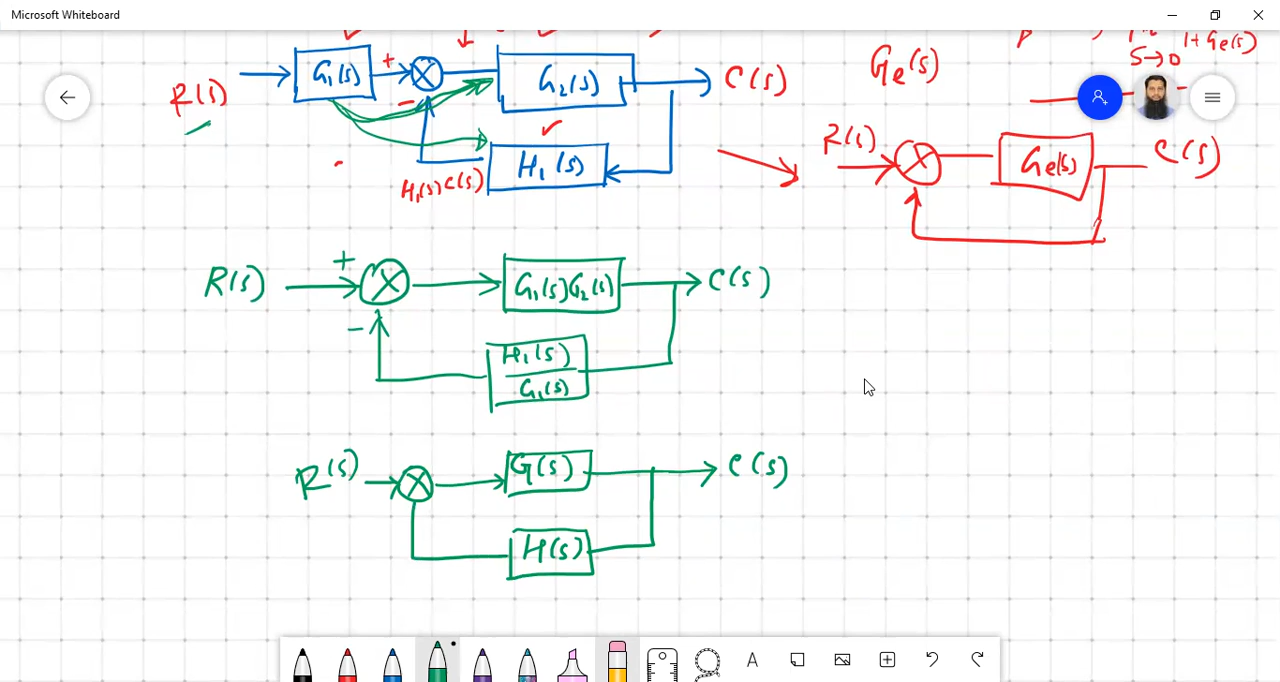 Microsoft Whiteboard
1+Ge(s)
S→0
Ge(s)
R(s) G₁(s) + − G₂(s) C(s)
H₁(s)
H₁(s)C(s)
R(s) Ge(s) C(s)
R(s) + − G₁(s)G₂(s) C(s)
H₁(s)
G₁(s)
R(s) G(s) C(s)
H(s)
A